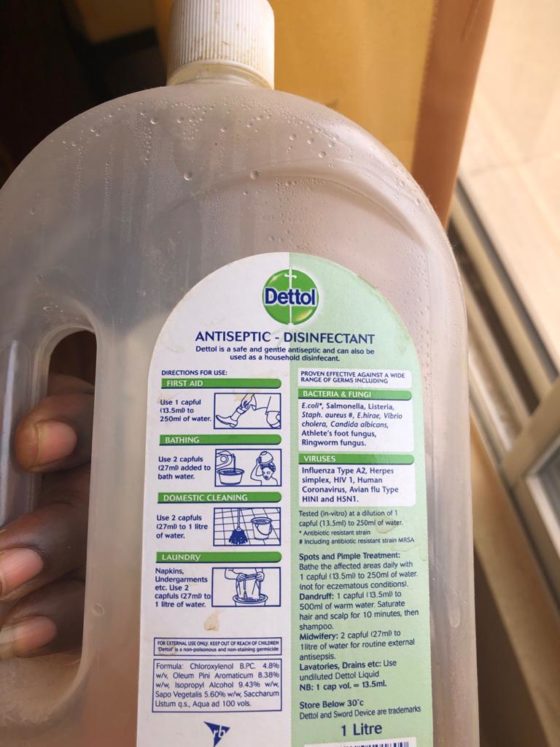 Dettol
ANTISEPTIC - DISINFECTANT
Dettol is a safe and gentle antiseptic and can also be
used as a household disinfectant.
DIRECTIONS FOR USE:
FIRST AID
Use 1 capful
(13.5ml) to
250ml of water.
BATHING
Use 2 capfuls
(27ml) added to
bath water.
DOMESTIC CLEANING
Use 2 capfuls
(27ml) to 1 litre
of water.
LAUNDRY
Napkins,
Undergarments
etc. Use 2
capfuls (27ml) to
1 litre of water.
FOR EXTERNAL USE ONLY. KEEP OUT OF REACH OF CHILDREN
'Dettol' is a non-poisonous and non-staining germicide
Formula: Chloroxylenol B.P.C. 4.8%
w/v, Oleum Pini Aromaticum 8.38%
w/w, Isopropyl Alcohol 9.43% w/w,
Sapo Vegetalis 5.60% w/w, Saccharum
Ustum q.s., Aqua ad 100 vols.
rb
PROVEN EFFECTIVE AGAINST A WIDE
RANGE OF GERMS INCLUDING
BACTERIA & FUNGI
E.coli*, Salmonella, Listeria,
Staph. aureus #, E.hirae, Vibrio
cholera, Candida albicans,
Athlete's foot fungus,
Ringworm fungus.
VIRUSES
Influenza Type A2, Herpes
simplex, HIV 1, Human
Coronavirus, Avian flu Type
HINI and H5N1.
Tested (in-vitro) at a dilution of 1
capful (13.5ml) to 250ml of water.
* Antibiotic resistant strain
# Including antibiotic resistant strain MRSA
Spots and Pimple Treatment:
Bathe the affected areas daily with
1 capful (13.5ml) to 250ml of water.
(not for eczematous conditions).
Dandruff: 1 capful (13.5ml) to
500ml of warm water. Saturate
hair and scalp for 10 minutes, then
shampoo.
Midwifery: 2 capful (27ml) to
1litre of water for routine external
antisepsis.
Lavatories, Drains etc: Use
undiluted Dettol Liquid
NB: 1 cap vol. = 13.5ml.
Store Below 30°c
Dettol and Sword Device are trademarks
1 Litre